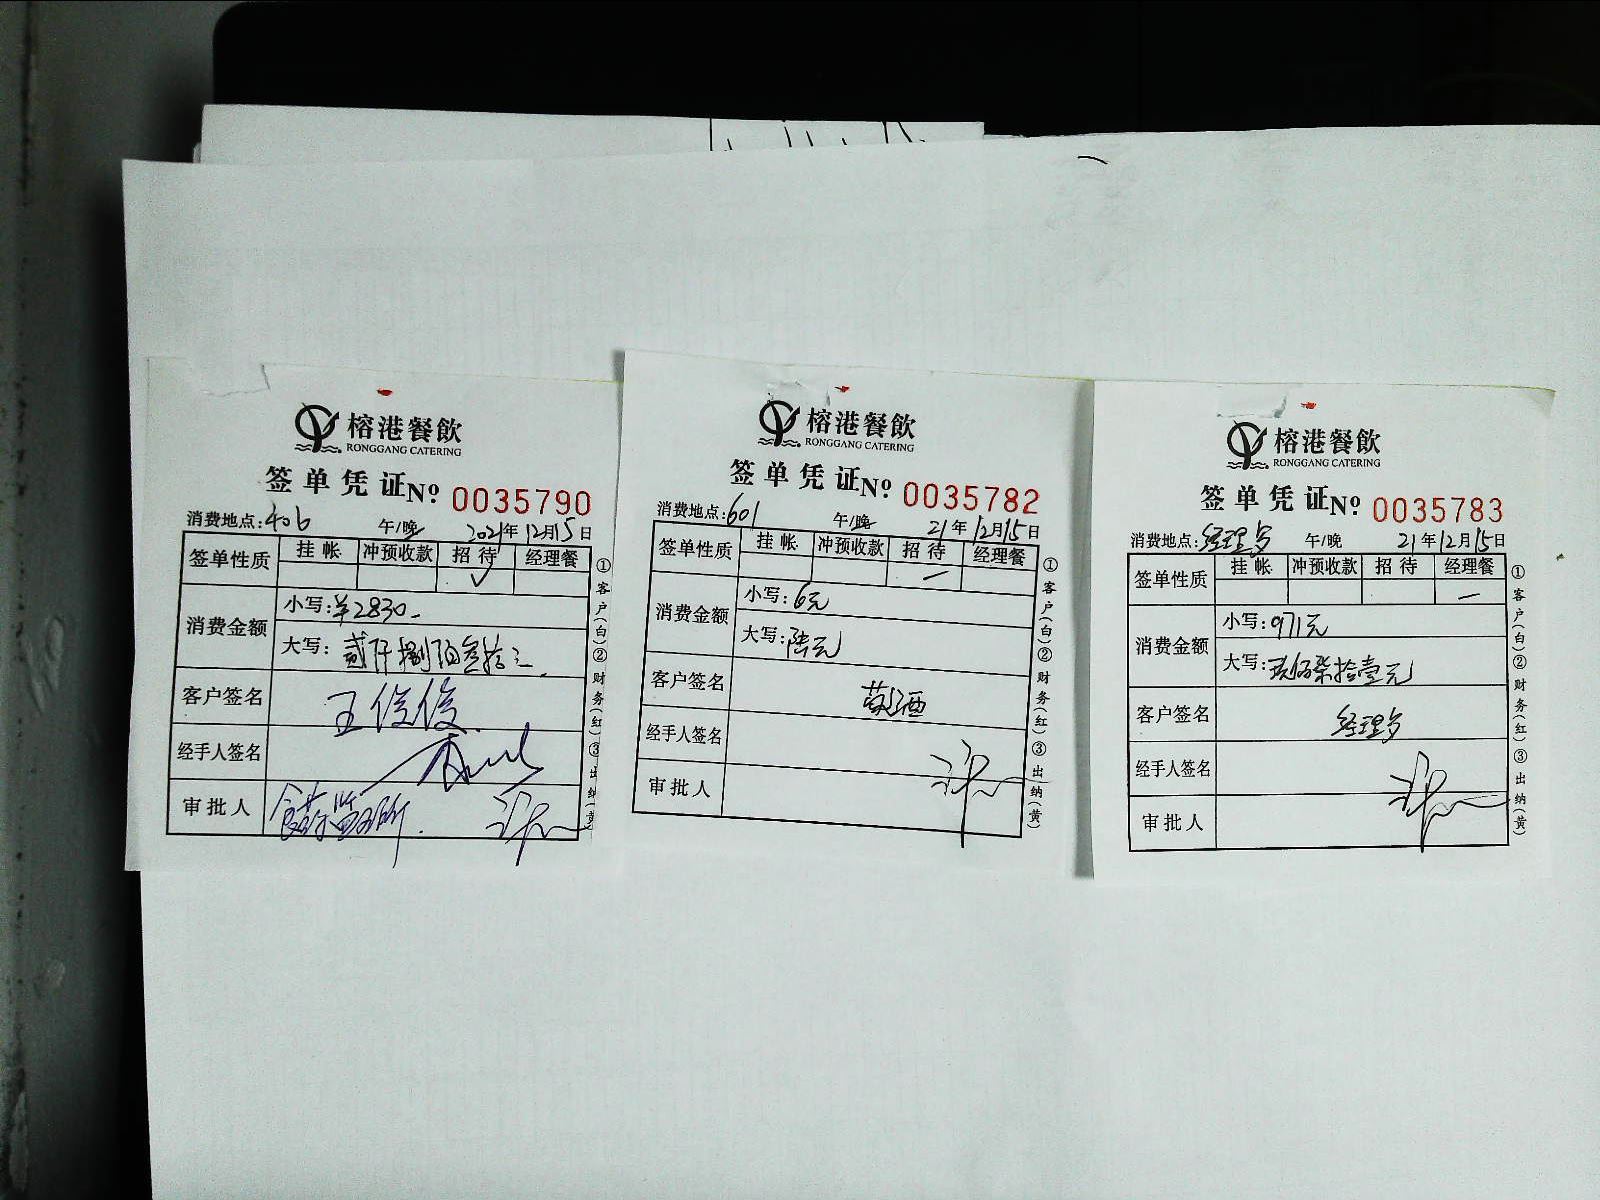 榕港餐飲
RONGGANG CATERING
签单凭证 № 0035790
消费地点:406 午/晚 2021年12月15日
签单性质 挂帐 冲预收款 招待 经理餐
✓
消费金额 小写:¥2830
大写:贰仟捌佰叁拾
客户签名 王俊俊
经手人签名
审批人 食药监所
①客户(白)②财务(红)③出纳(黄)
榕港餐飲
RONGGANG CATERING
签单凭证 № 0035782
消费地点:601 午/晚 21年12月15日
签单性质 挂帐 冲预收款 招待 经理餐
消费金额 小写:6元
大写:陆元
客户签名
经手人签名
审批人
①客户(白)②财务(红)③出纳(黄)
榕港餐飲
RONGGANG CATERING
签单凭证 № 0035783
消费地点:经理 午/晚 21年12月15日
签单性质 挂帐 冲预收款 招待 经理餐
消费金额 小写:971元
大写:玖佰柒拾壹元
客户签名 经理
经手人签名
审批人
①客户(白)②财务(红)③出纳(黄)